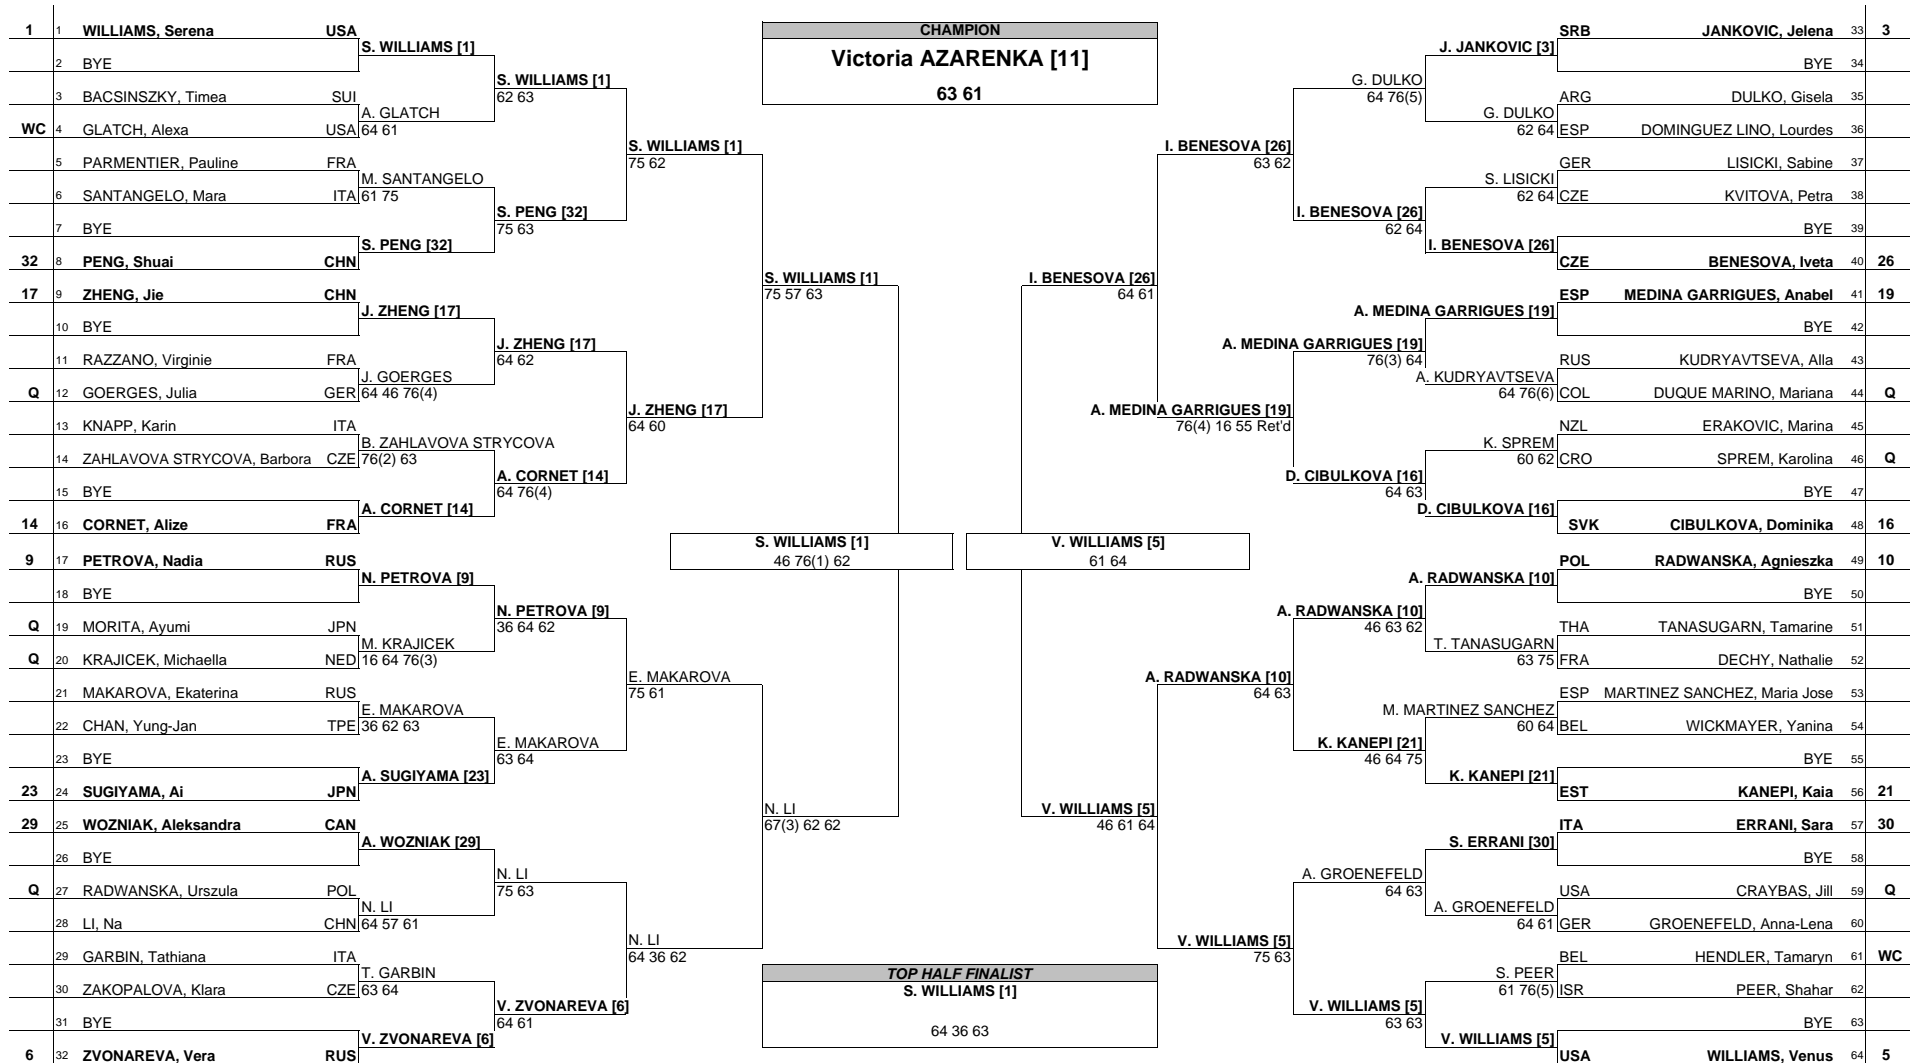 1 1 WILLIAMS, Serena USA
2 BYE
3 BACSINSZKY, Timea SUI
WC 4 GLATCH, Alexa USA
5 PARMENTIER, Pauline FRA
6 SANTANGELO, Mara ITA
7 BYE
32 8 PENG, Shuai CHN
17 9 ZHENG, Jie CHN
10 BYE
11 RAZZANO, Virginie FRA
Q 12 GOERGES, Julia GER
13 KNAPP, Karin ITA
14 ZAHLAVOVA STRYCOVA, Barbora CZE
15 BYE
14 16 CORNET, Alize FRA
9 17 PETROVA, Nadia RUS
18 BYE
Q 19 MORITA, Ayumi JPN
Q 20 KRAJICEK, Michaella NED
21 MAKAROVA, Ekaterina RUS
22 CHAN, Yung-Jan TPE
23 BYE
23 24 SUGIYAMA, Ai JPN
29 25 WOZNIAK, Aleksandra CAN
26 BYE
Q 27 RADWANSKA, Urszula POL
28 LI, Na CHN
29 GARBIN, Tathiana ITA
30 ZAKOPALOVA, Klara CZE
31 BYE
6 32 ZVONAREVA, Vera RUS
S. WILLIAMS [1]
A. GLATCH
64 61
M. SANTANGELO
61 75
S. PENG [32]
J. ZHENG [17]
J. GOERGES
64 46 76(4)
B. ZAHLAVOVA STRYCOVA
76(2) 63
A. CORNET [14]
N. PETROVA [9]
M. KRAJICEK
16 64 76(3)
E. MAKAROVA
36 62 63
A. SUGIYAMA [23]
A. WOZNIAK [29]
N. LI
64 57 61
T. GARBIN
63 64
V. ZVONAREVA [6]
S. WILLIAMS [1]
62 63
S. PENG [32]
75 63
J. ZHENG [17]
64 62
A. CORNET [14]
64 76(4)
N. PETROVA [9]
36 64 62
E. MAKAROVA
63 64
N. LI
75 63
V. ZVONAREVA [6]
64 61
S. WILLIAMS [1]
75 62
J. ZHENG [17]
64 60
E. MAKAROVA
75 61
N. LI
64 36 62
S. WILLIAMS [1]
75 57 63
N. LI
67(3) 62 62
S. WILLIAMS [1]
46 76(1) 62
CHAMPION
Victoria AZARENKA [11]
63 61
TOP HALF FINALIST
S. WILLIAMS [1]
64 36 63
V. WILLIAMS [5]
61 64
I. BENESOVA [26]
64 61
V. WILLIAMS [5]
46 61 64
I. BENESOVA [26]
63 62
A. MEDINA GARRIGUES [19]
76(4) 16 55 Ret'd
A. RADWANSKA [10]
64 63
V. WILLIAMS [5]
75 63
G. DULKO
64 76(5)
I. BENESOVA [26]
62 64
A. MEDINA GARRIGUES [19]
76(3) 64
D. CIBULKOVA [16]
64 63
A. RADWANSKA [10]
46 63 62
K. KANEPI [21]
46 64 75
A. GROENEFELD
64 63
V. WILLIAMS [5]
63 63
J. JANKOVIC [3]
G. DULKO
62 64
S. LISICKI
62 64
I. BENESOVA [26]
A. MEDINA GARRIGUES [19]
A. KUDRYAVTSEVA
64 76(6)
K. SPREM
60 62
D. CIBULKOVA [16]
A. RADWANSKA [10]
T. TANASUGARN
63 75
M. MARTINEZ SANCHEZ
60 64
K. KANEPI [21]
S. ERRANI [30]
A. GROENEFELD
64 61
S. PEER
61 76(5)
V. WILLIAMS [5]
SRB JANKOVIC, Jelena 33 3
BYE 34
ARG DULKO, Gisela 35
ESP DOMINGUEZ LINO, Lourdes 36
GER LISICKI, Sabine 37
CZE KVITOVA, Petra 38
BYE 39
CZE BENESOVA, Iveta 40 26
ESP MEDINA GARRIGUES, Anabel 41 19
BYE 42
RUS KUDRYAVTSEVA, Alla 43
COL DUQUE MARINO, Mariana 44 Q
NZL ERAKOVIC, Marina 45
CRO SPREM, Karolina 46 Q
BYE 47
SVK CIBULKOVA, Dominika 48 16
POL RADWANSKA, Agnieszka 49 10
BYE 50
THA TANASUGARN, Tamarine 51
FRA DECHY, Nathalie 52
ESP MARTINEZ SANCHEZ, Maria Jose 53
BEL WICKMAYER, Yanina 54
BYE 55
EST KANEPI, Kaia 56 21
ITA ERRANI, Sara 57 30
BYE 58
USA CRAYBAS, Jill 59 Q
GER GROENEFELD, Anna-Lena 60
BEL HENDLER, Tamaryn 61 WC
ISR PEER, Shahar 62
BYE 63
USA WILLIAMS, Venus 64 5